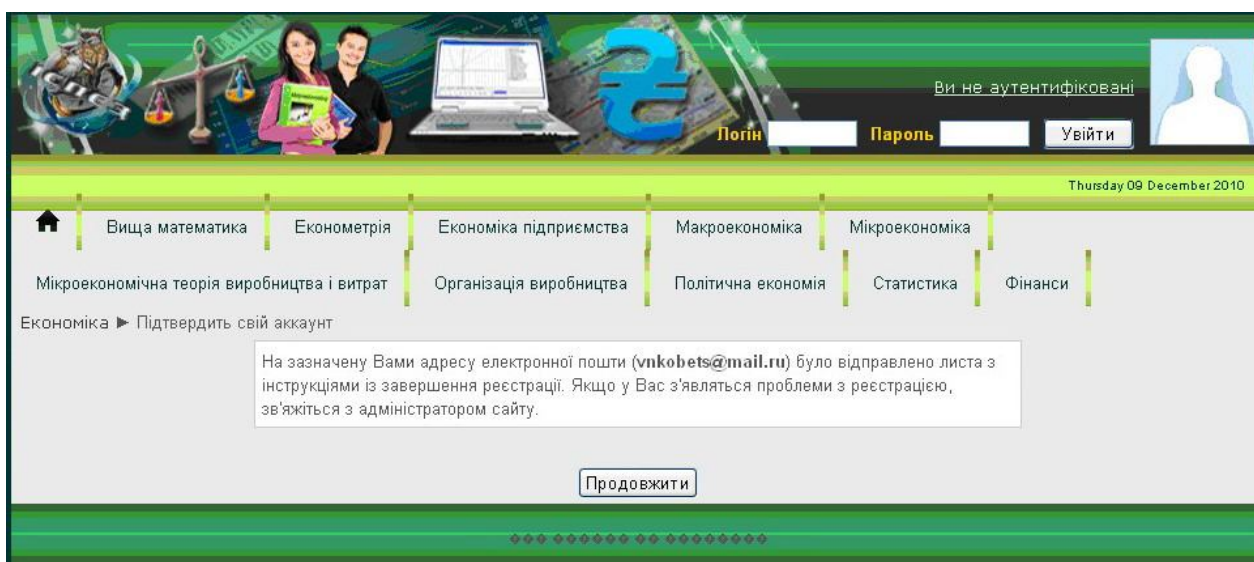 Ви не аутентифіковані
Логін Пароль Увійти
Thursday 09 December 2010
Вища математика Економетрія Економіка підприємства Макроекономіка Мікроекономіка
Мікроекономічна теорія виробництва і витрат Організація виробництва Політична економія Статистика Фінанси
Економіка ► Підтвердить свій аккаунт
На зазначену Вами адресу електронної пошти (vnkobets@mail.ru) було відправлено листа з
інструкціями із завершення реєстрації. Якщо у Вас з'являться проблеми з реєстрацією,
зв'яжіться з адміністратором сайту.
Продовжити
��� ������ �� ���������